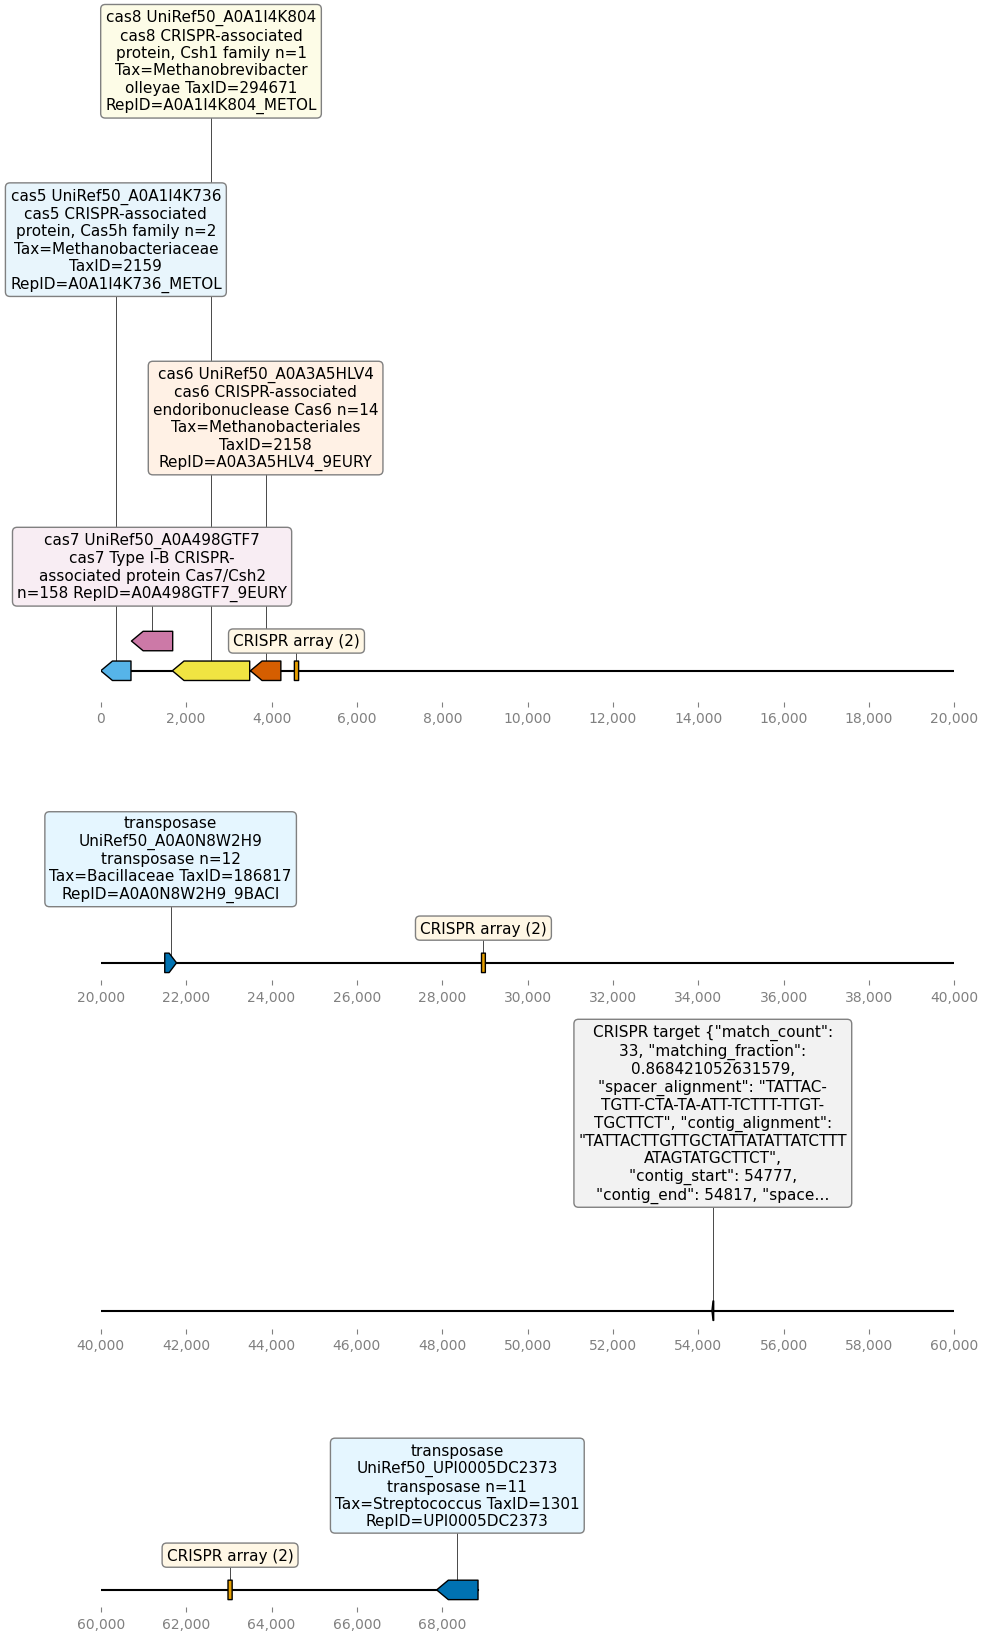 cas8 UniRef50_A0A1I4K804
cas8 CRISPR-associated
protein, Csh1 family n=1
Tax=Methanobrevibacter
olleyae TaxID=294671
RepID=A0A1I4K804_METOL
cas5 UniRef50_A0A1I4K736
cas5 CRISPR-associated
protein, Cas5h family n=2
Tax=Methanobacteriaceae
TaxID=2159
RepID=A0A1I4K736_METOL
cas6 UniRef50_A0A3A5HLV4
cas6 CRISPR-associated
endoribonuclease Cas6 n=14
Tax=Methanobacteriales
TaxID=2158
RepID=A0A3A5HLV4_9EURY
cas7 UniRef50_A0A498GTF7
cas7 Type I-B CRISPR-
associated protein Cas7/Csh2
n=158 RepID=A0A498GTF7_9EURY
CRISPR array (2)
0 2,000 4,000 6,000 8,000 10,000 12,000 14,000 16,000 18,000 20,000
transposase
UniRef50_A0A0N8W2H9
transposase n=12
Tax=Bacillaceae TaxID=186817
RepID=A0A0N8W2H9_9BACI
CRISPR array (2)
20,000 22,000 24,000 26,000 28,000 30,000 32,000 34,000 36,000 38,000 40,000
CRISPR target {"match_count":
33, "matching_fraction":
0.868421052631579,
"spacer_alignment": "TATTAC-
TGTT-CTA-TA-ATT-TCTTT-TTGT-
TGCTTCT", "contig_alignment":
"TATTACTTGTTGCTATTATATTATCTTT
ATAGTATGCTTCT",
"contig_start": 54777,
"contig_end": 54817, "space...
40,000 42,000 44,000 46,000 48,000 50,000 52,000 54,000 56,000 58,000 60,000
transposase
UniRef50_UPI0005DC2373
transposase n=11
Tax=Streptococcus TaxID=1301
RepID=UPI0005DC2373
CRISPR array (2)
60,000 62,000 64,000 66,000 68,000